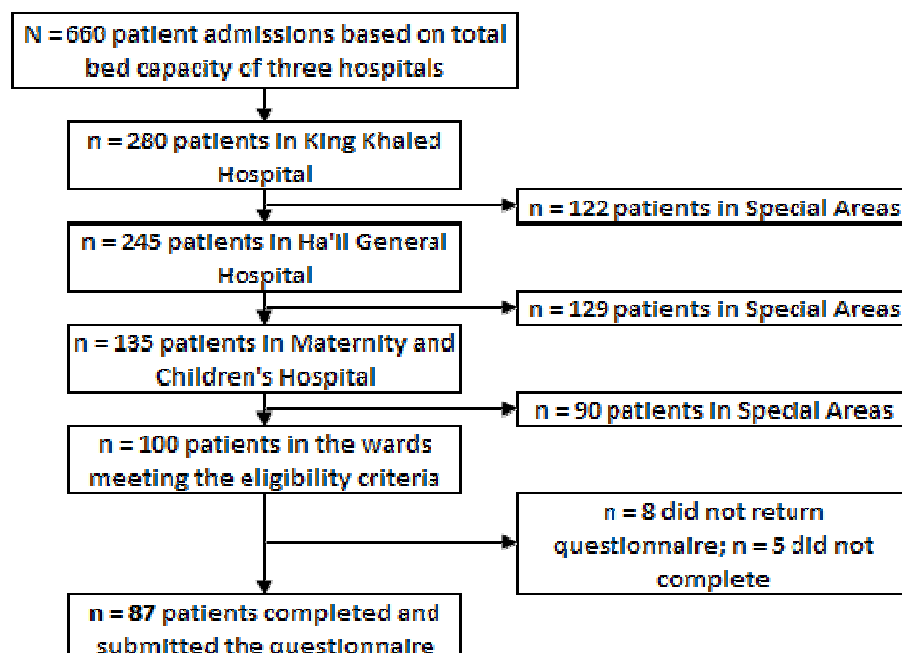 N = 660 patient admissions based on total
bed capacity of three hospitals
n = 280 patients in King Khaled
Hospital
n = 122 patients in Special Areas
n = 245 patients in Ha'il General
Hospital
n = 129 patients in Special Areas
n = 135 patients in Maternity and
Children's Hospital
n = 90 patients in Special Areas
n = 100 patients in the wards
meeting the eligibility criteria
n = 8 did not return
questionnaire; n = 5 did not
complete
n = 87 patients completed and
submitted the questionnaire